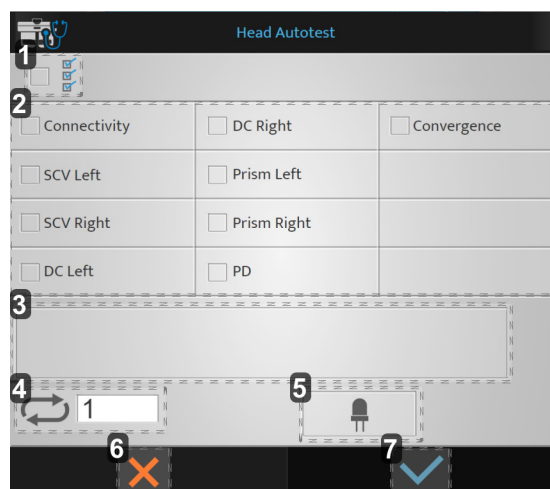 Head Autotest
1
2
Connectivity DC Right Convergence
SCV Left Prism Left
SCV Right Prism Right
DC Left PD
3
4 5
1
6 7